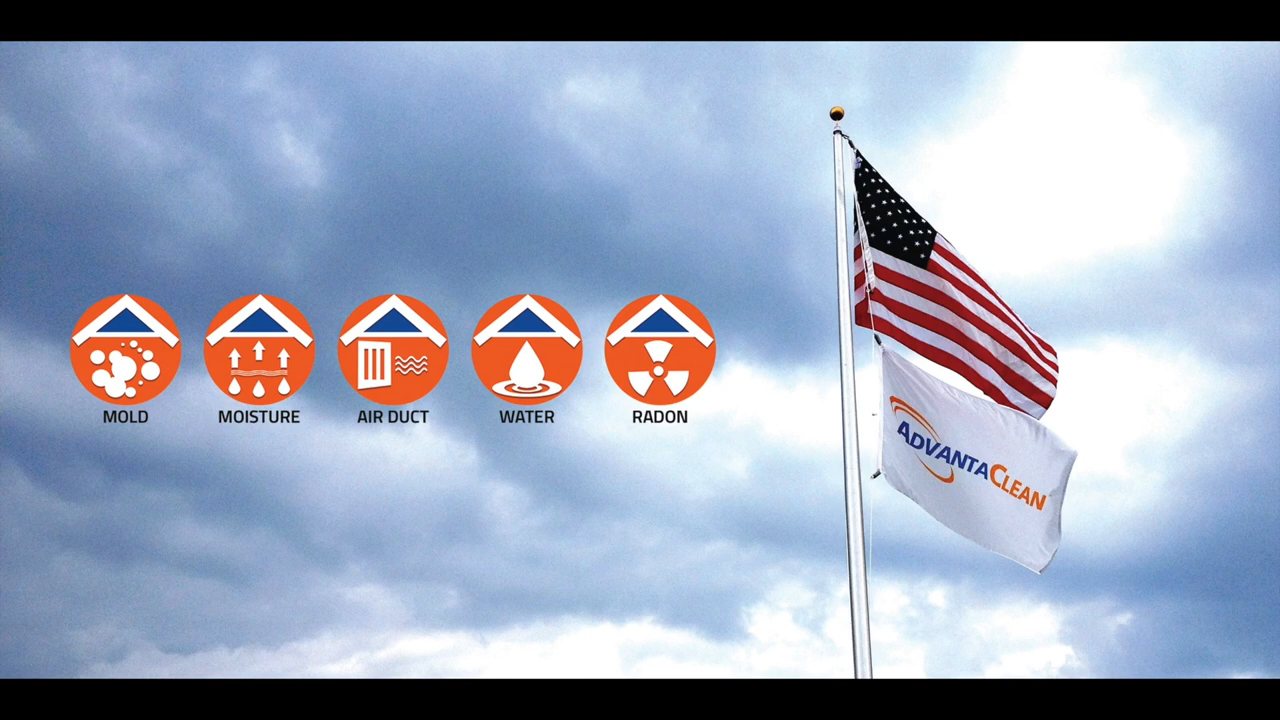 MOLD
MOISTURE
AIR DUCT
WATER
RADON
ADVANTACLEAN